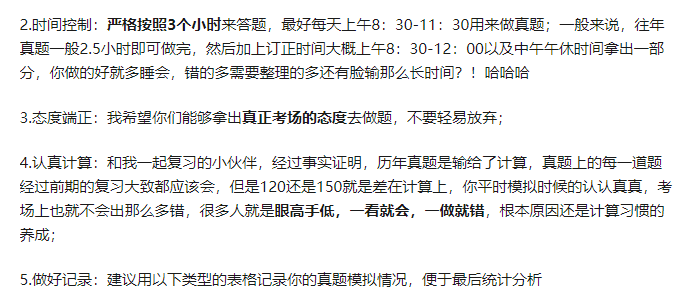 2.时间控制：严格按照3个小时来答题，最好每天上午8：30-11：30用来做真题；一般来说，往年
真题一般2.5小时即可做完，然后加上订正时间大概上午8：30-12：00以及中午午休时间拿出一部
分，你做的好就多睡会，错的多需要整理的多还有脸输那么长时间？！哈哈哈
3.态度端正：我希望你们能够拿出真正考场的态度去做题，不要轻易放弃；
4.认真计算：和我一起复习的小伙伴，经过事实证明，历年真题是输给了计算，真题上的每一道题
经过前期的复习大致都应该会，但是120还是150就是差在计算上，你平时模拟时候的认认真真，考
场上也就不会出那么多错，很多人就是眼高手低，一看就会，一做就错，根本原因还是计算习惯的
养成；
5.做好记录：建议用以下类型的表格记录你的真题模拟情况，便于最后统计分析